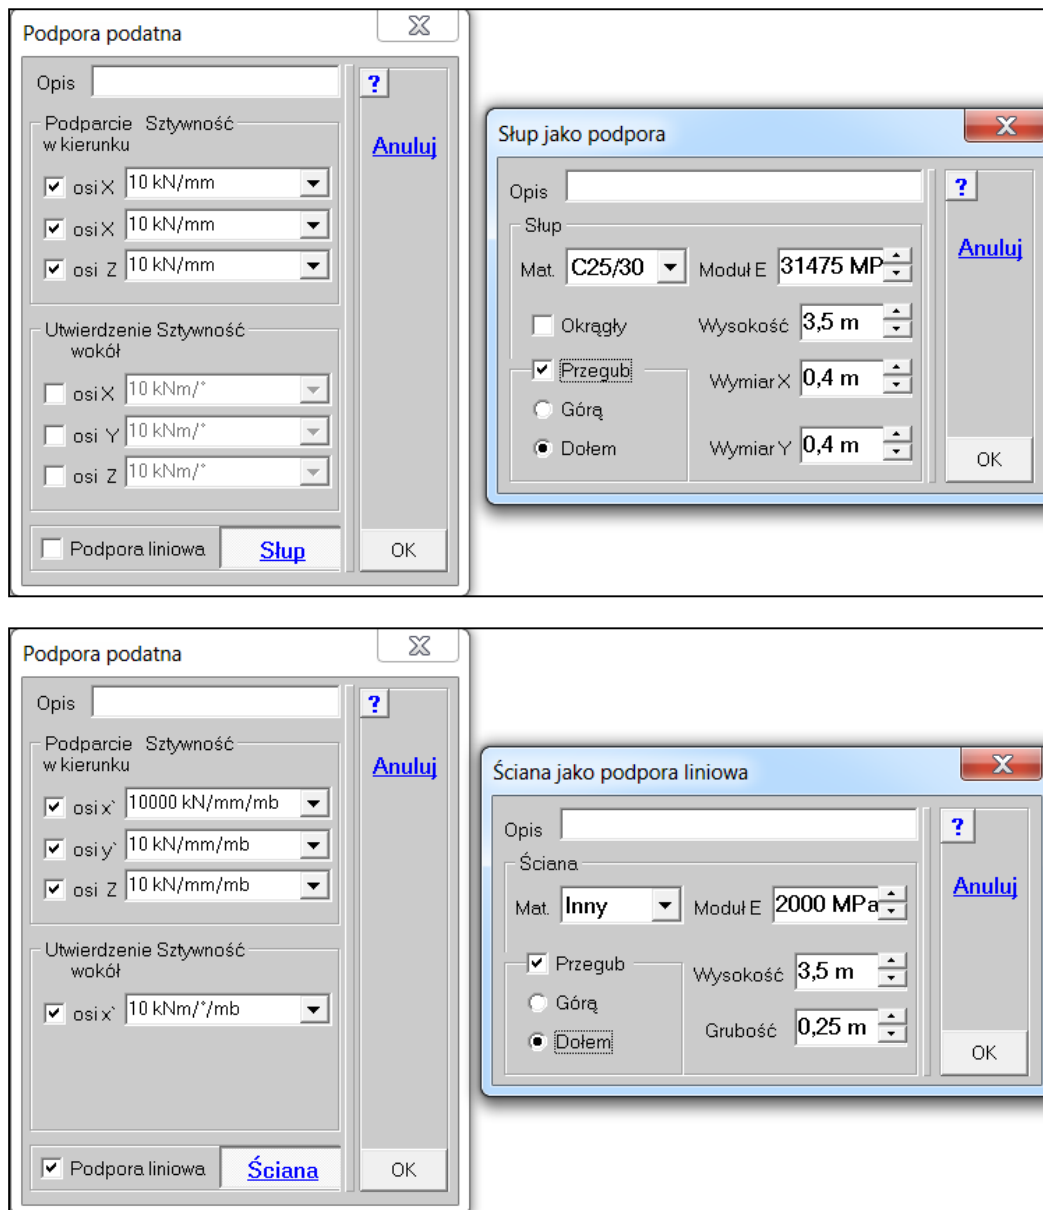 Podpora podatna
Opis
?
Podparcie Sztywność
w kierunku
Anuluj
osi X 10 kN/mm
osi X 10 kN/mm
osi Z 10 kN/mm
Utwierdzenie Sztywność
wokół
osi X 10 kNm/°
osi Y 10 kNm/°
osi Z 10 kNm/°
Podpora liniowa Słup
OK
Słup jako podpora
Opis
?
Słup
Anuluj
Mat. C25/30 Moduł E 31475 MP
Okrągły Wysokość 3,5 m
Przegub Wymiar X 0,4 m
Górą
Dołem Wymiar Y 0,4 m
OK
Podpora podatna
Opis
?
Podparcie Sztywność
w kierunku
Anuluj
osi x` 10000 kN/mm/mb
osi y` 10 kN/mm/mb
osi Z 10 kN/mm/mb
Utwierdzenie Sztywność
wokół
osi x` 10 kNm/°/mb
Podpora liniowa Ściana
OK
Ściana jako podpora liniowa
Opis
?
Ściana
Anuluj
Mat. Inny Moduł E 2000 MPa
Przegub Wysokość 3,5 m
Górą
Dołem Grubość 0,25 m
OK